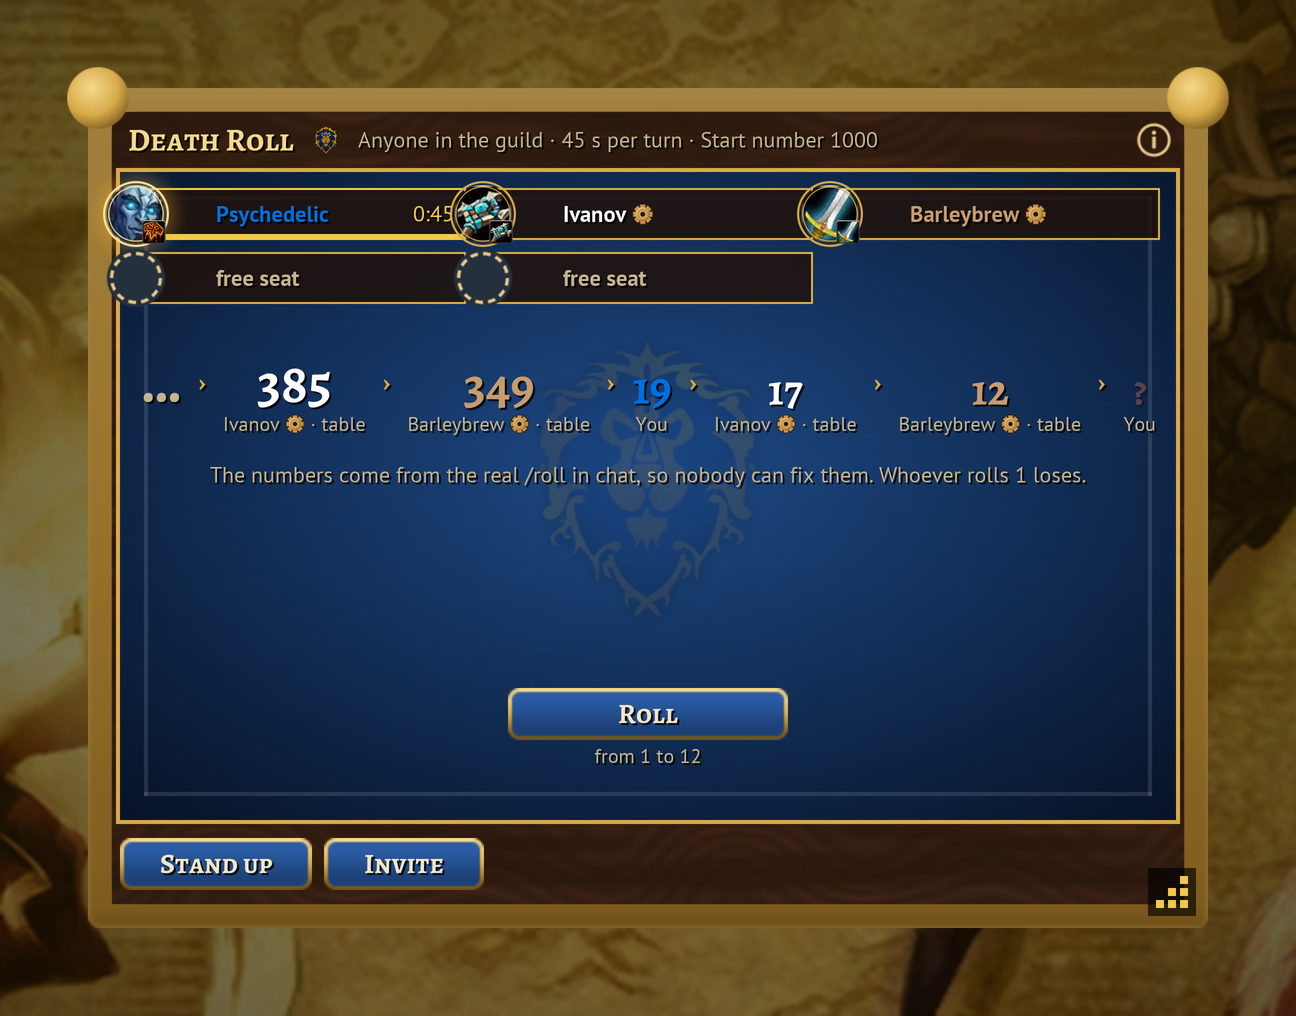 Death Roll Anyone in the guild · 45 s per turn · Start number 1000
Psychedelic 0:45 Ivanov Barleybrew
free seat free seat
... › 385 › 349 › 19 › 17 › 12 › ?
Ivanov · table Barleybrew · table You Ivanov · table Barleybrew · table You
The numbers come from the real /roll in chat, so nobody can fix them. Whoever rolls 1 loses.
Roll
from 1 to 12
Stand up Invite